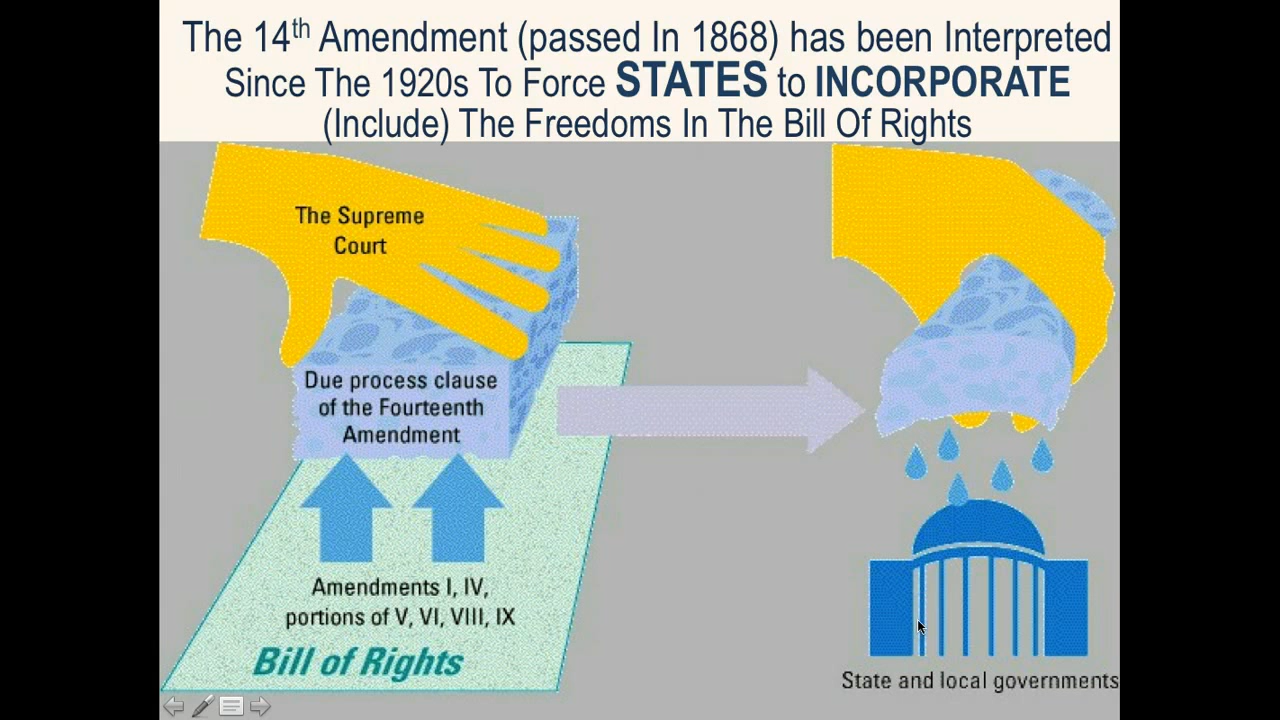 The 14th Amendment (passed In 1868) has been Interpreted
Since The 1920s To Force STATES to INCORPORATE
(Include) The Freedoms In The Bill Of Rights
The Supreme
Court
Due process clause
of the Fourteenth
Amendment
Amendments I, IV,
portions of V, VI, VIII, IX
Bill of Rights
State and local governments